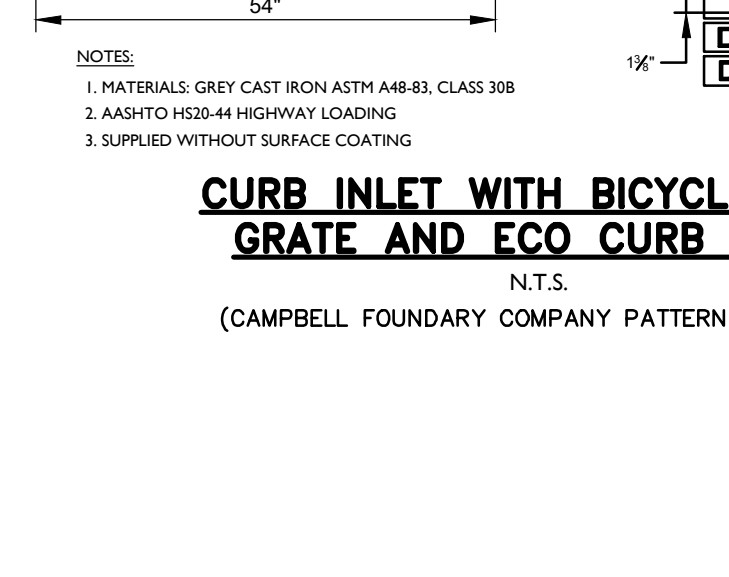 54"
NOTES:
1. MATERIALS: GREY CAST IRON ASTM A48-83, CLASS 30B
2. AASHTO HS20-44 HIGHWAY LOADING
3. SUPPLIED WITHOUT SURFACE COATING
1⅜"
CURB INLET WITH BICYCL
GRATE AND ECO CURB
N.T.S.
(CAMPBELL FOUNDARY COMPANY PATTERN